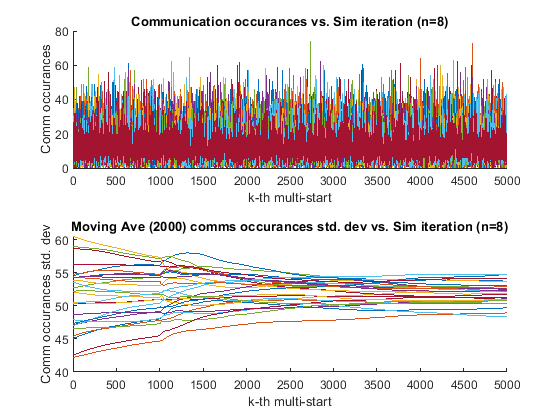 Communication occurances vs. Sim iteration (n=8)
Comm occurances
80
60
40
20
0
0 500 1000 1500 2000 2500 3000 3500 4000 4500 5000
k-th multi-start
Moving Ave (2000) comms occurances std. dev vs. Sim iteration (n=8)
Comm occurances std. dev
60
55
50
45
40
0 500 1000 1500 2000 2500 3000 3500 4000 4500 5000
k-th multi-start